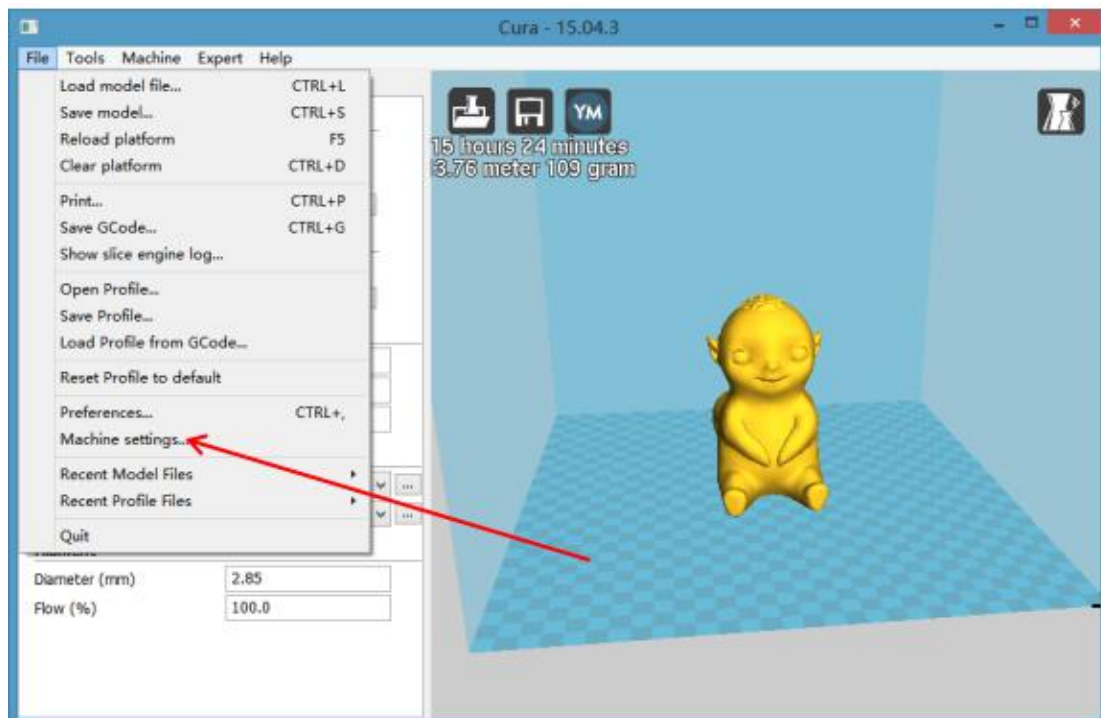 Cura - 15.04.3
File Tools Machine Expert Help
Load model file... CTRL+L
Save model... CTRL+S
Reload platform F5
Clear platform CTRL+D
Print... CTRL+P
Save GCode... CTRL+G
Show slice engine log...
Open Profile...
Save Profile...
Load Profile from GCode...
Reset Profile to default
Preferences... CTRL+,
Machine settings...
Recent Model Files
Recent Profile Files
Quit
Diameter (mm) 2.85
Flow (%) 100.0
YM
15 hours 24 minutes
3.76 meter 109 gram